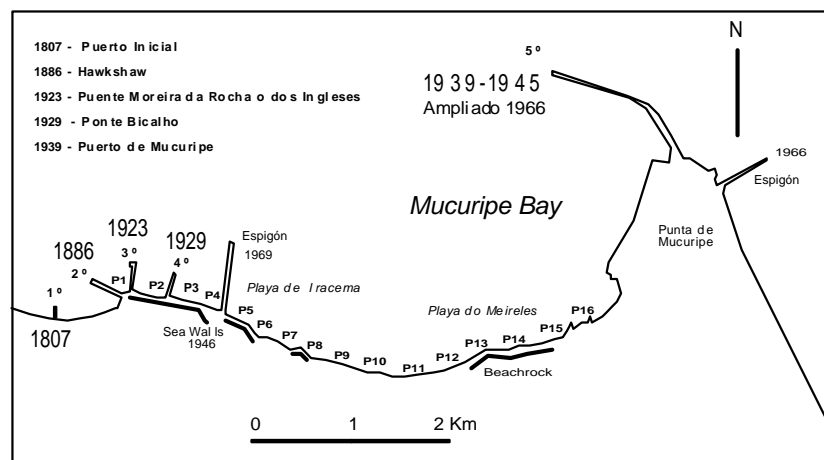 1807 - Puerto Inicial
1886 - Hawkshaw
1923 - Puente Moreira da Rocha o dos Ingleses
1929 - Ponte Bicalho
1939 - Puerto de Mucuripe
5º
1939-1945
Ampliado 1966
N
1966
Espigón
Mucuripe Bay
Punta de
Mucuripe
1886
2º
1923
3º
1929
4º
Espigón
1969
1º
1807
P1
P2
P3
P4
Playa de Iracema
Sea Walls
1946
P5
P6
P7
P8
P9
P10
P11
P12
P13
P14
P15
P16
Playa do Meireles
Beachrock
0 1 2 Km